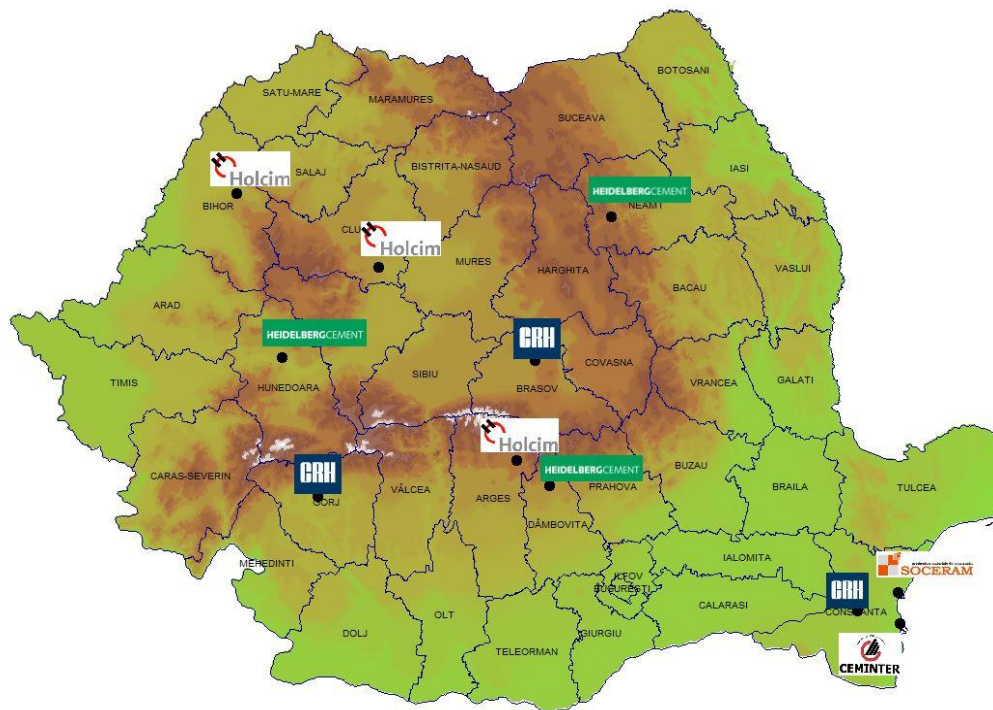 BOTOSANI
SATU-MARE
MARAMURES
SUCEAVA
IASI
BISTRITA-NASAUD
Holcim
SALAJ
HEIDELBERGCEMENT
NEAMT
BIHOR
CLU
Holcim
MURES
HARGHITA
VASLUI
BACAU
ARAD
HEIDELBERGCEMENT
CRH
COVASNA
SIBIU
TIMIS
HUNEDOARA
BRASOV
VRANCEA
GALATI
Holcim
CARAS-SEVERIN
CRH
HEIDELBERGCEMENT
BUZAU
VÂLCEA
ARGES
PRAHOVA
BRAILA
TULCEA
GORJ
DÂMBOVITA
MEHEDINTI
IALOMITA
SOCERAM
ILFOV
BUCUREŞTI
CRH
CALARASI
CONSTANTA
OLT
DOLJ
GIURGIU
TELEORMAN
CEMINTER